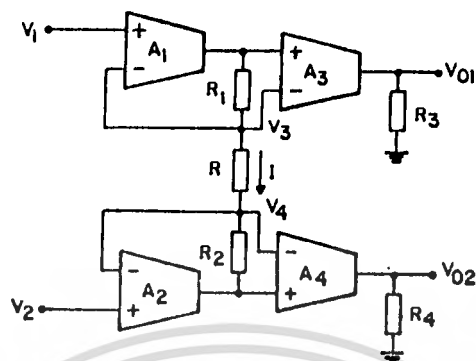 V1
+
A1
−
+
A3
−
V01
R1
V3
R3
R
I
V4
−
A2
+
R2
−
A4
+
V02
V2
R4